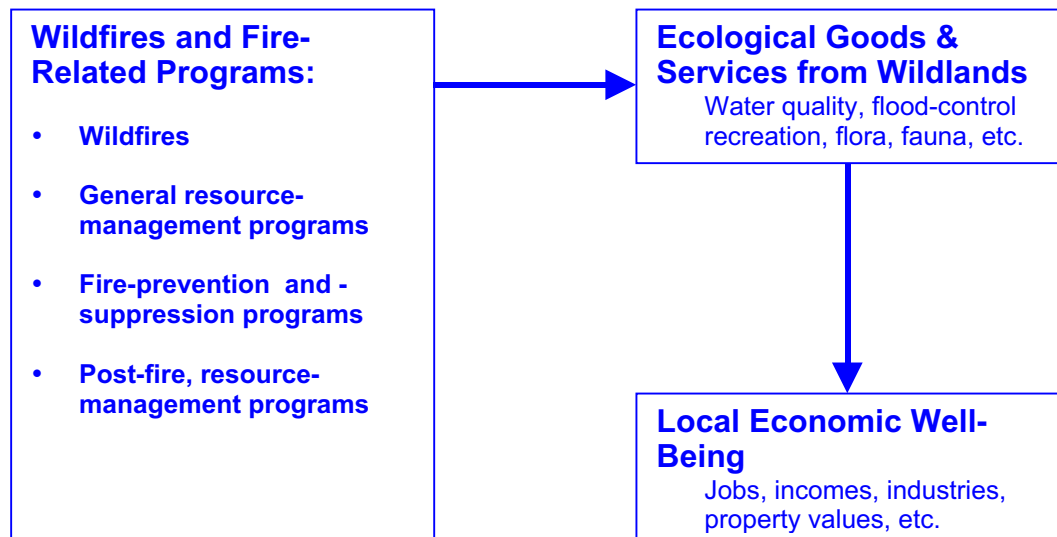 Wildfires and Fire-
Related Programs:
• Wildfires
• General resource-
management programs
• Fire-prevention and -
suppression programs
• Post-fire, resource-
management programs
Ecological Goods &
Services from Wildlands
Water quality, flood-control
recreation, flora, fauna, etc.
Local Economic Well-
Being
Jobs, incomes, industries,
property values, etc.